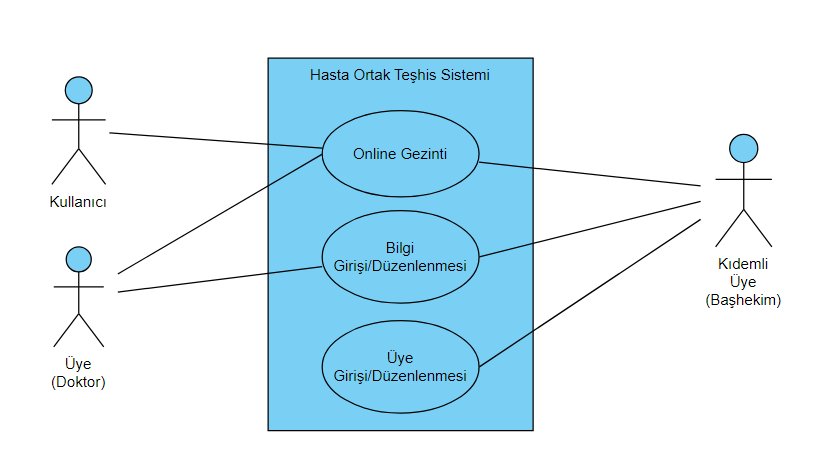 Hasta Ortak Teşhis Sistemi
Online Gezinti
Kullanıcı
Bilgi
Girişi/Düzenlenmesi
Kıdemli
Üye
(Başhekim)
Üye
(Doktor)
Üye
Girişi/Düzenlenmesi